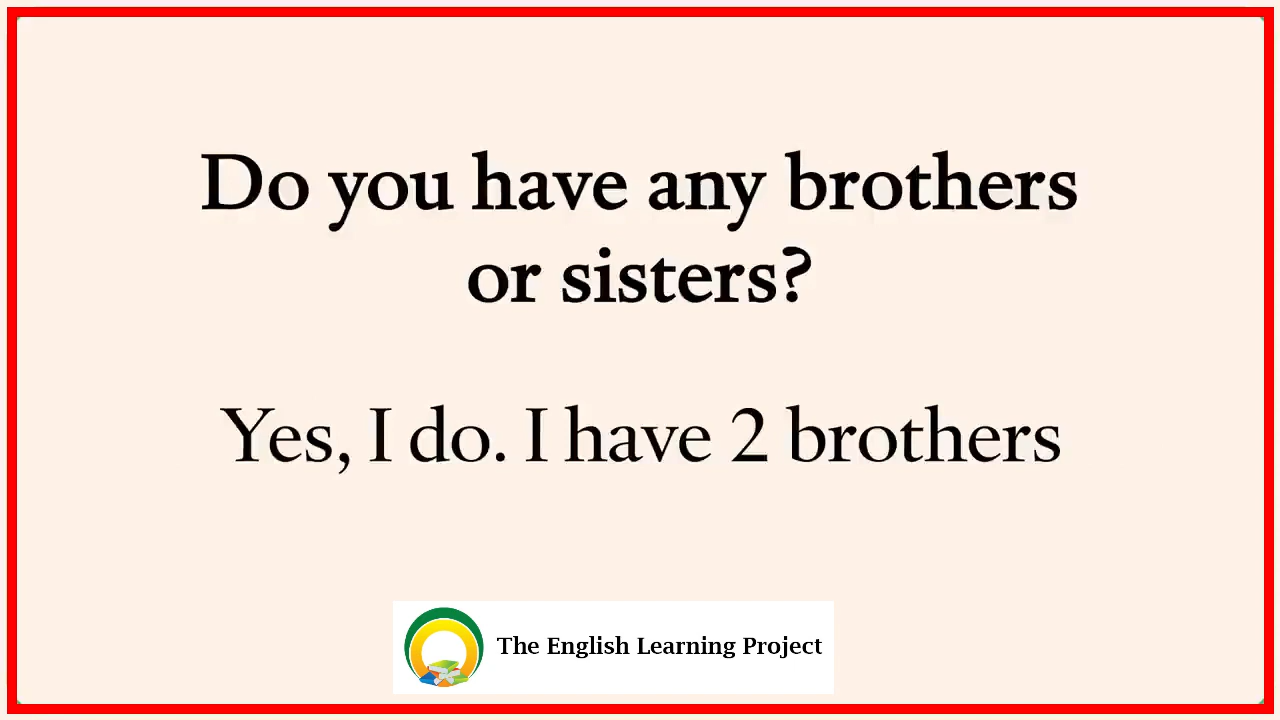 Do you have any brothers
or sisters?
Yes, I do. I have 2 brothers
The English Learning Project